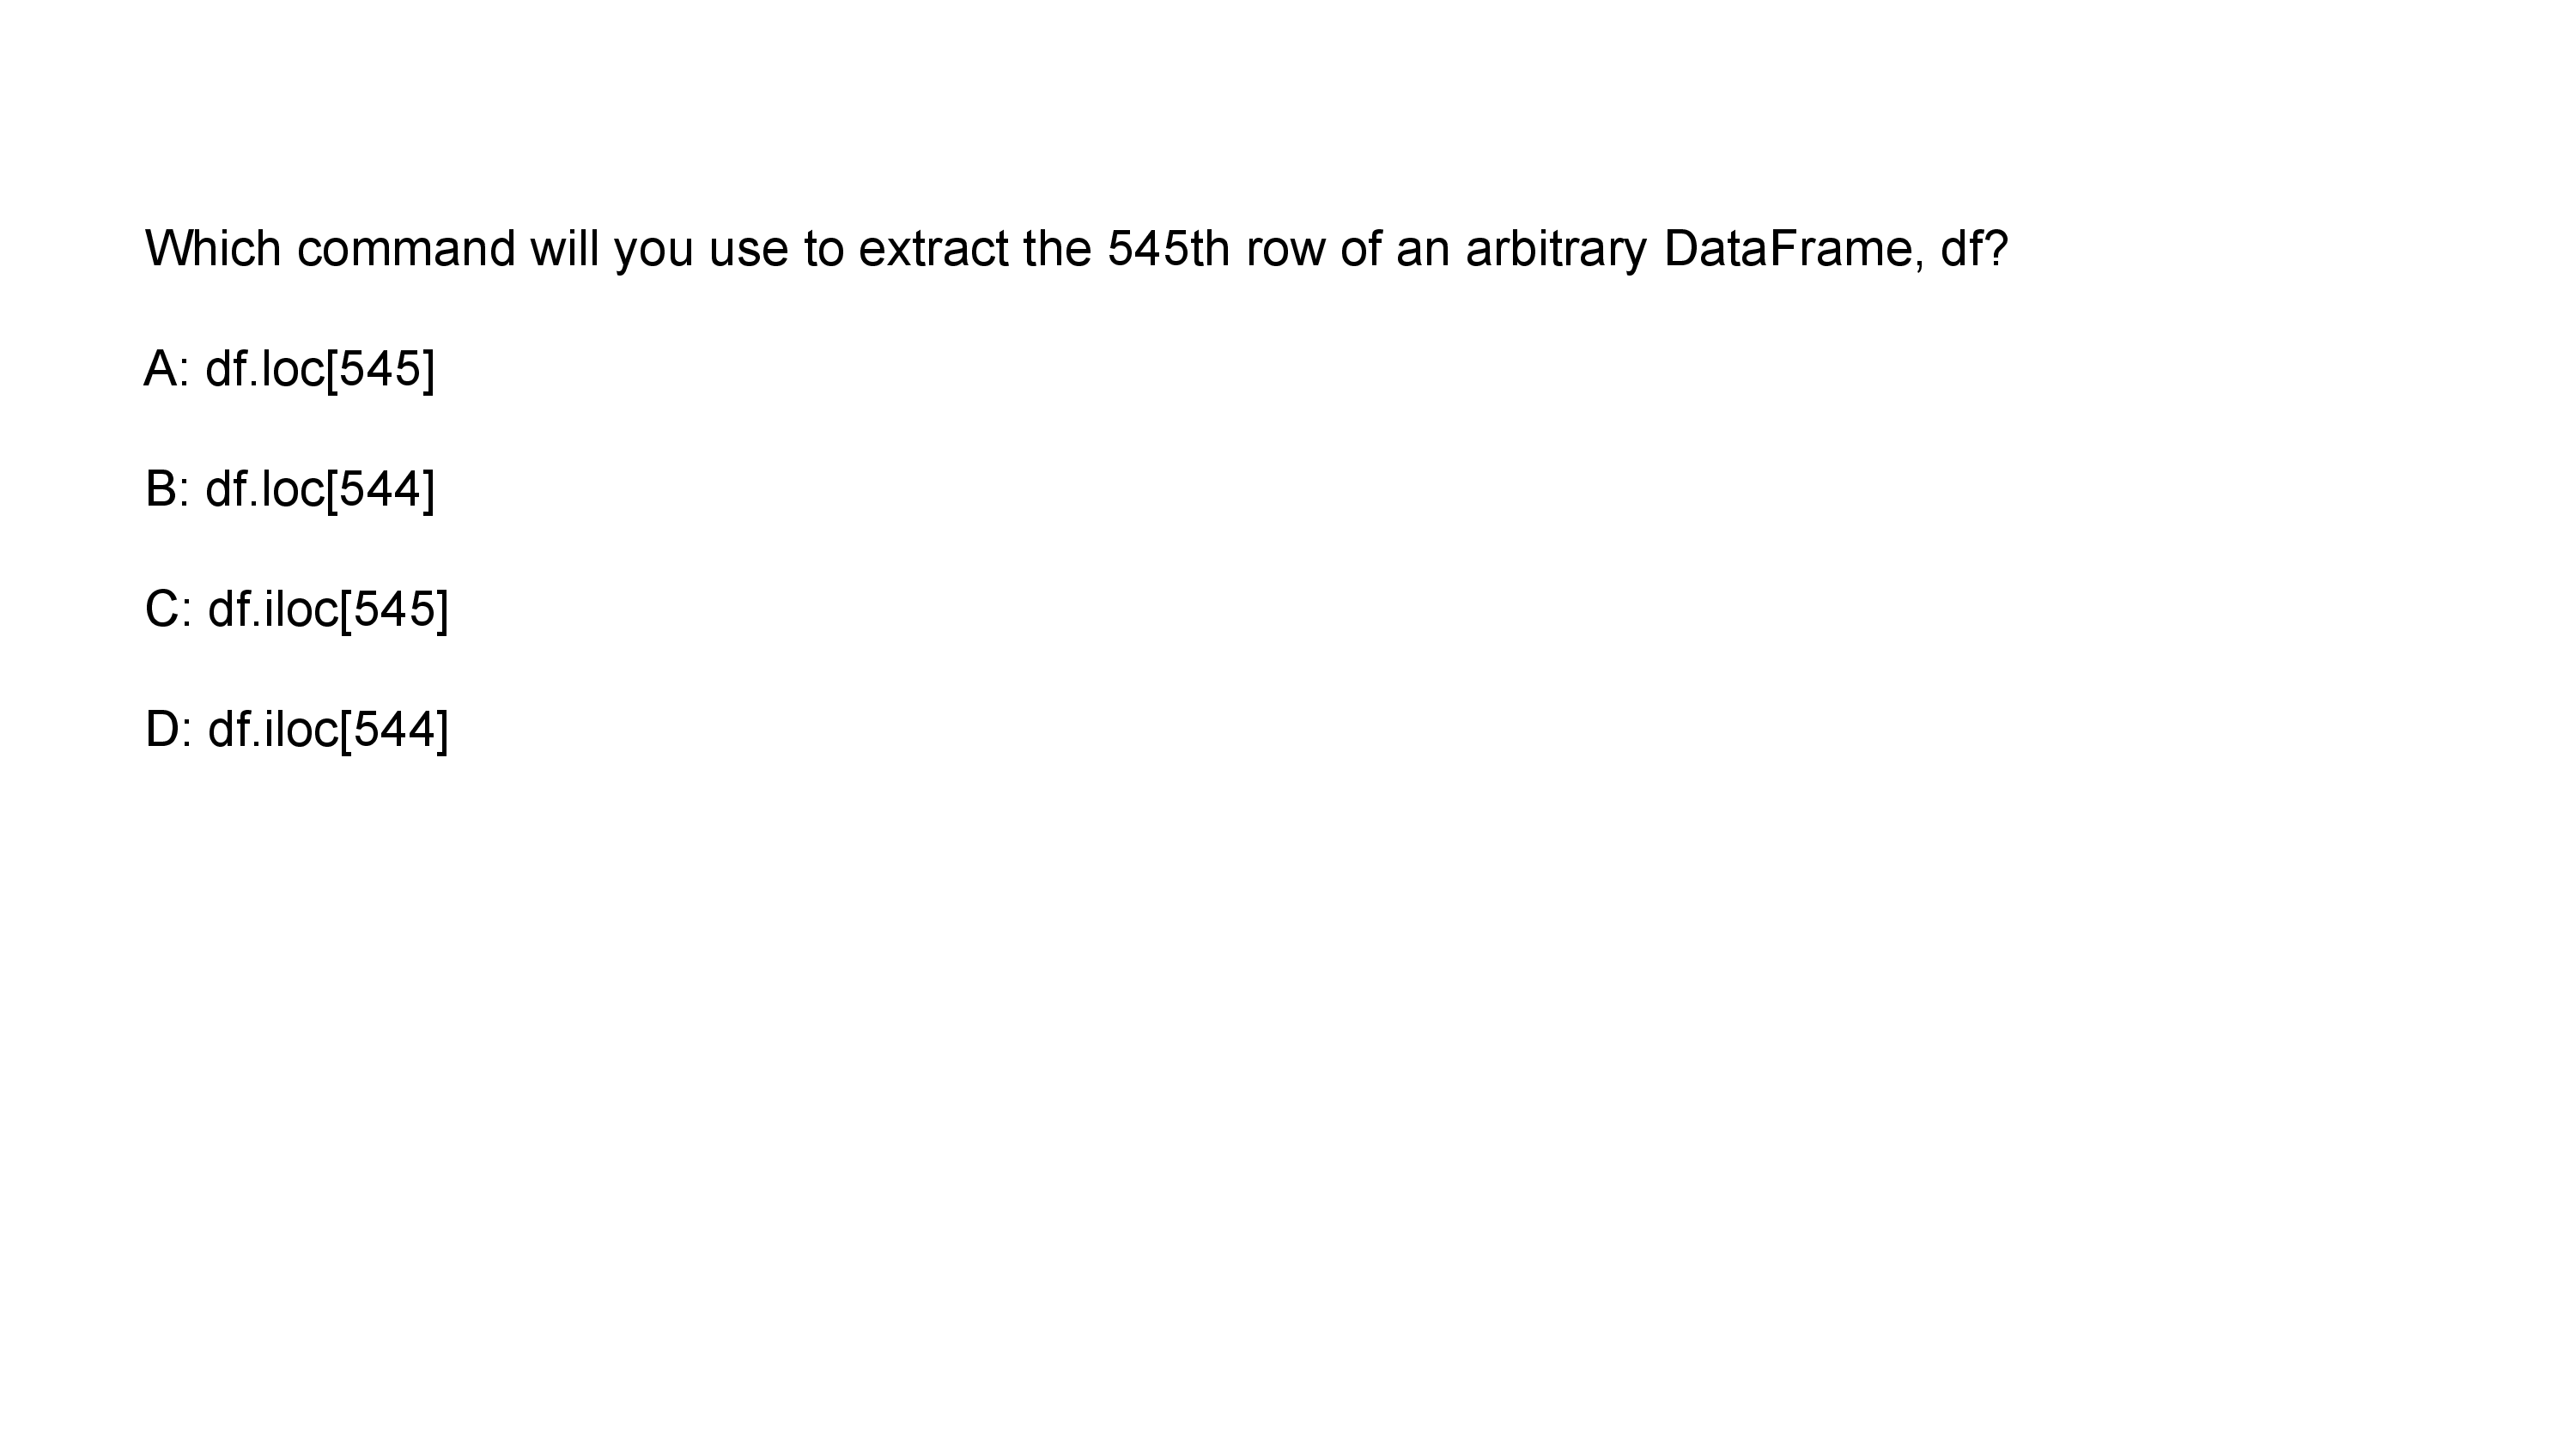 Which command will you use to extract the 545th row of an arbitrary DataFrame, df?
A: df.loc[545]
B: df.loc[544]
C: df.iloc[545]
D: df.iloc[544]